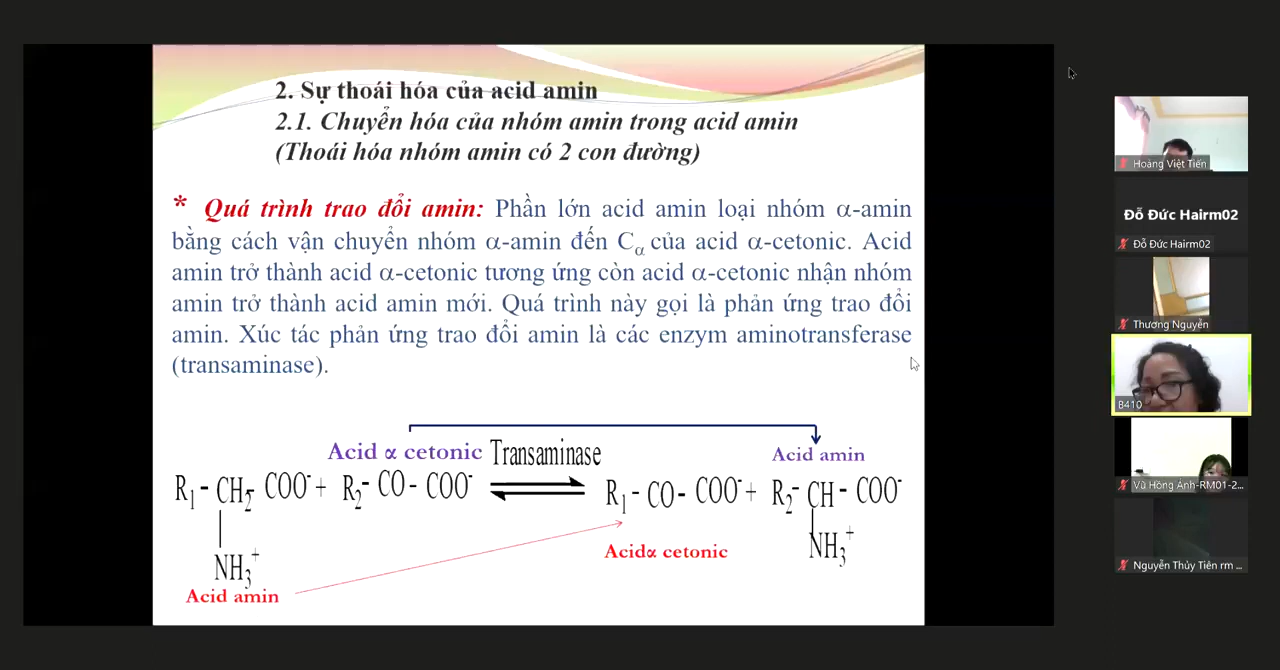 2. Sự thoái hóa của acid amin
2.1. Chuyển hóa của nhóm amin trong acid amin
(Thoái hóa nhóm amin có 2 con đường)
* Quá trình trao đổi amin: Phần lớn acid amin loại nhóm α-amin
bằng cách vận chuyển nhóm α-amin đến Cα của acid α-cetonic. Acid
amin trở thành acid α-cetonic tương ứng còn acid α-cetonic nhận nhóm
amin trở thành acid amin mới. Quá trình này gọi là phản ứng trao đổi
amin. Xúc tác phản ứng trao đổi amin là các enzym aminotransferase
(transaminase).
Acid α cetonic Transaminase Acid amin
R1 - CH2- COO- + R2- CO - COO- ⇌ R1 - CO - COO- + R2- CH - COO-
NH3+ NH3+
Acidα cetonic
Acid amin
Hoàng Việt Tiến
Đỗ Đức Hairm02
Đỗ Đức Hairm02
Thương Nguyễn
B410
Vũ Hồng Ánh-RM01-2...
Nguyễn Thủy Tiên rm ...